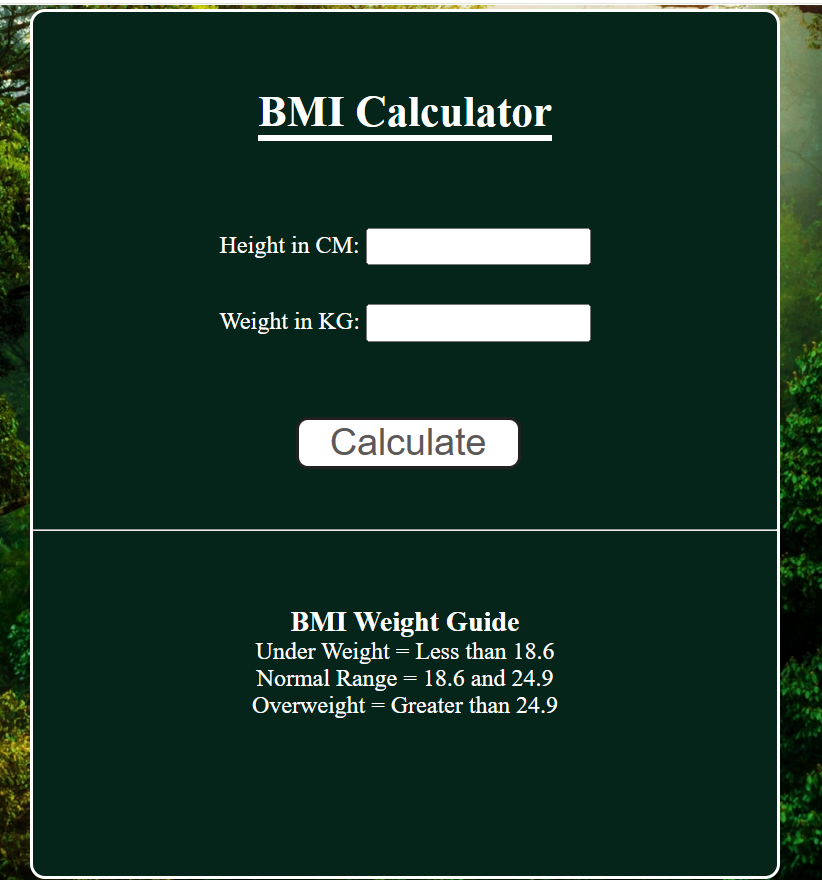 BMI Calculator
Height in CM:
Weight in KG:
Calculate
BMI Weight Guide
Under Weight = Less than 18.6
Normal Range = 18.6 and 24.9
Overweight = Greater than 24.9